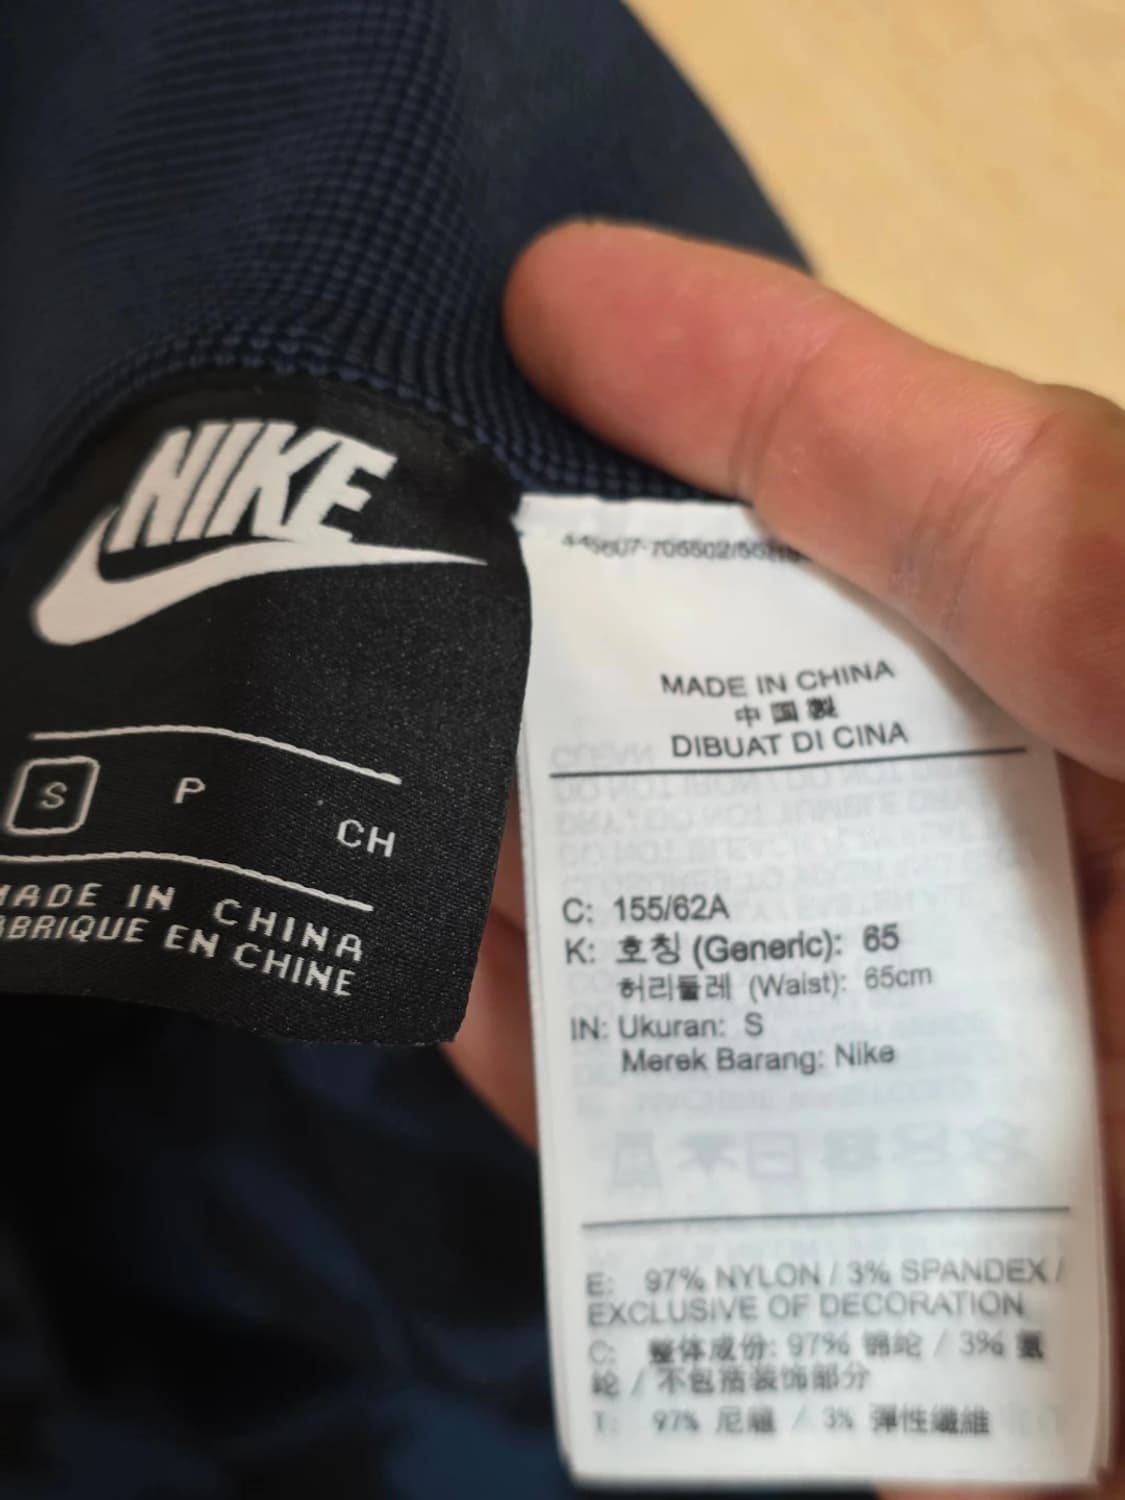 NIKE
S P CH
MADE IN CHINA
FABRIQUE EN CHINE
MADE IN CHINA
中国製
DIBUAT DI CINA
C: 155/62A
K: 호칭 (Generic): 65
허리둘레 (Waist): 65cm
IN: Ukuran: S
Merek Barang: Nike
E: 97% NYLON / 3% SPANDEX /
EXCLUSIVE OF DECORATION
C: 整体成份: 97% 锦纶 / 3% 氨
纶 / 不包括装饰部分
T: 97% 尼龍 / 3% 彈性纖維